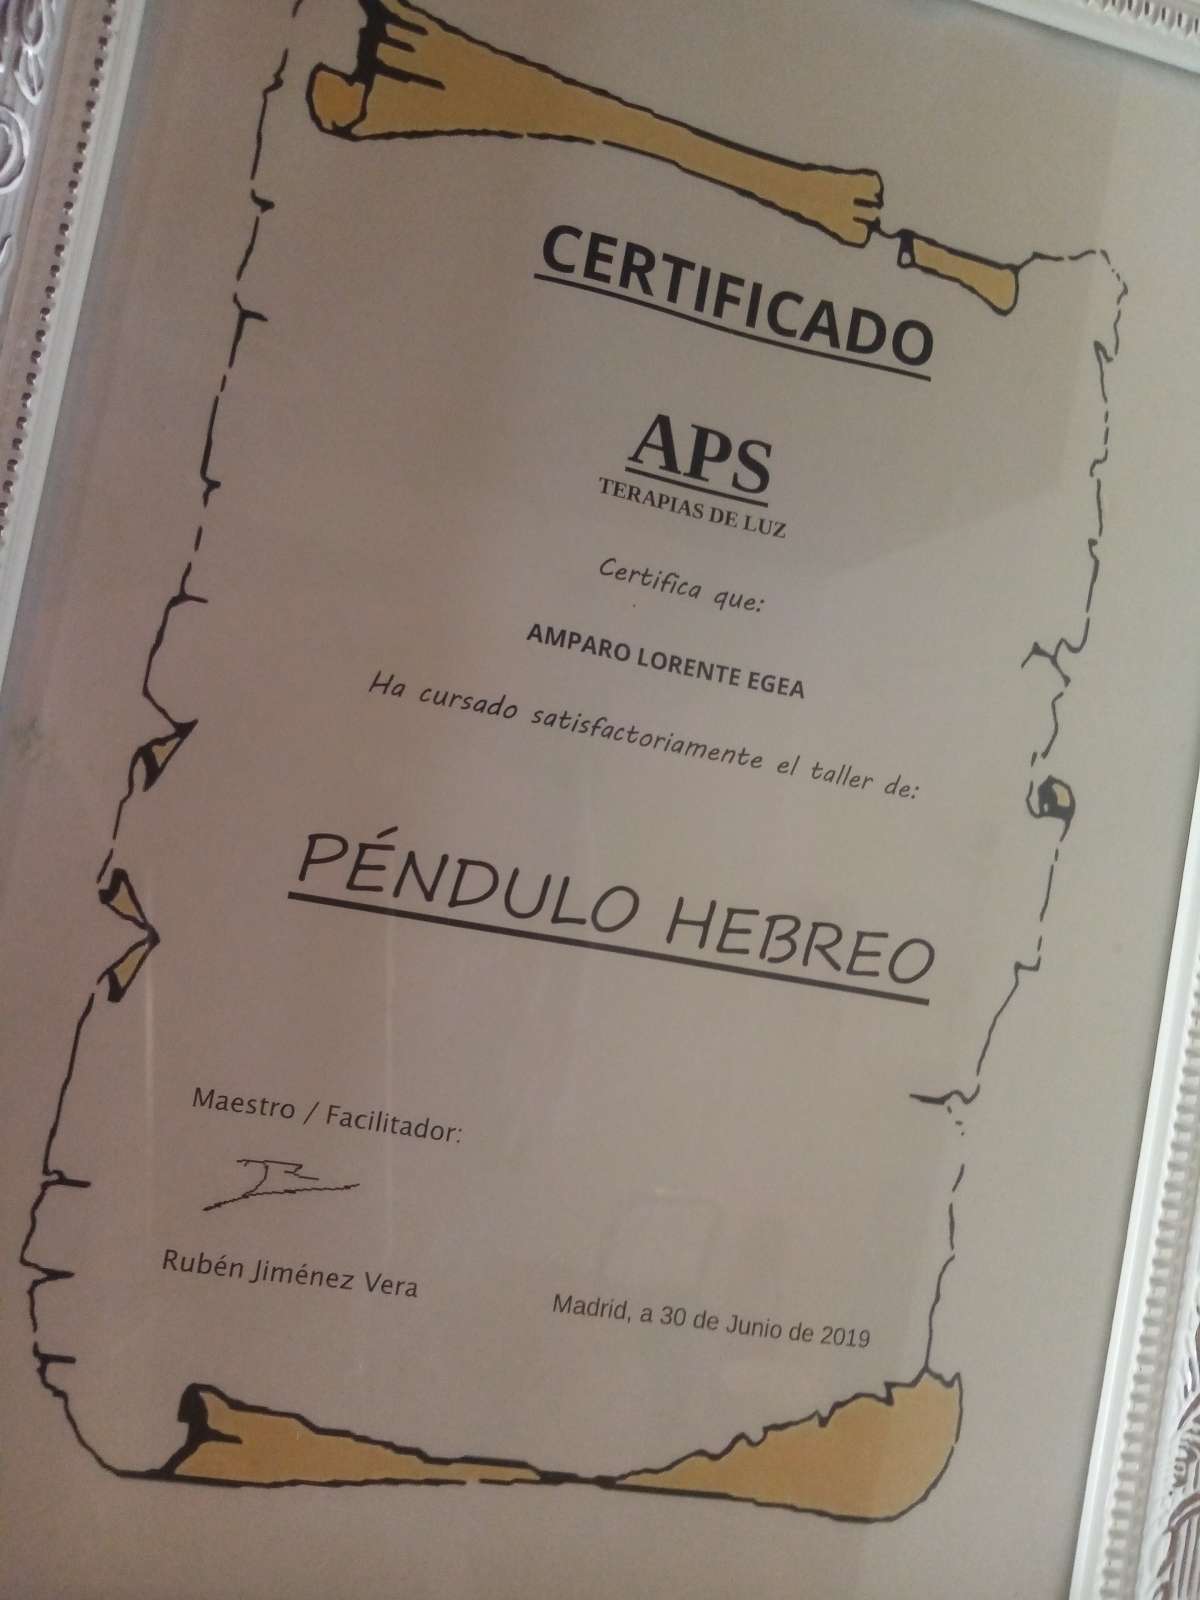 CERTIFICADO
APS
TERAPIAS DE LUZ
Certifica que:
AMPARO LORENTE EGEA
Ha cursado satisfactoriamente el taller de:
PÉNDULO HEBREO
Maestro / Facilitador:
Rubén Jiménez Vera
Madrid, a 30 de Junio de 2019